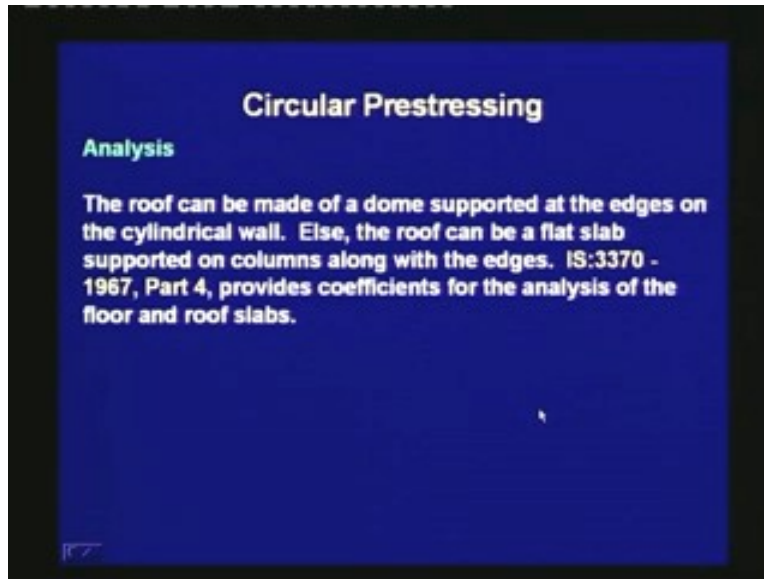 Circular Prestressing
Analysis
The roof can be made of a dome supported at the edges on
the cylindrical wall. Else, the roof can be a flat slab
supported on columns along with the edges. IS:3370 -
1967, Part 4, provides coefficients for the analysis of the
floor and roof slabs.